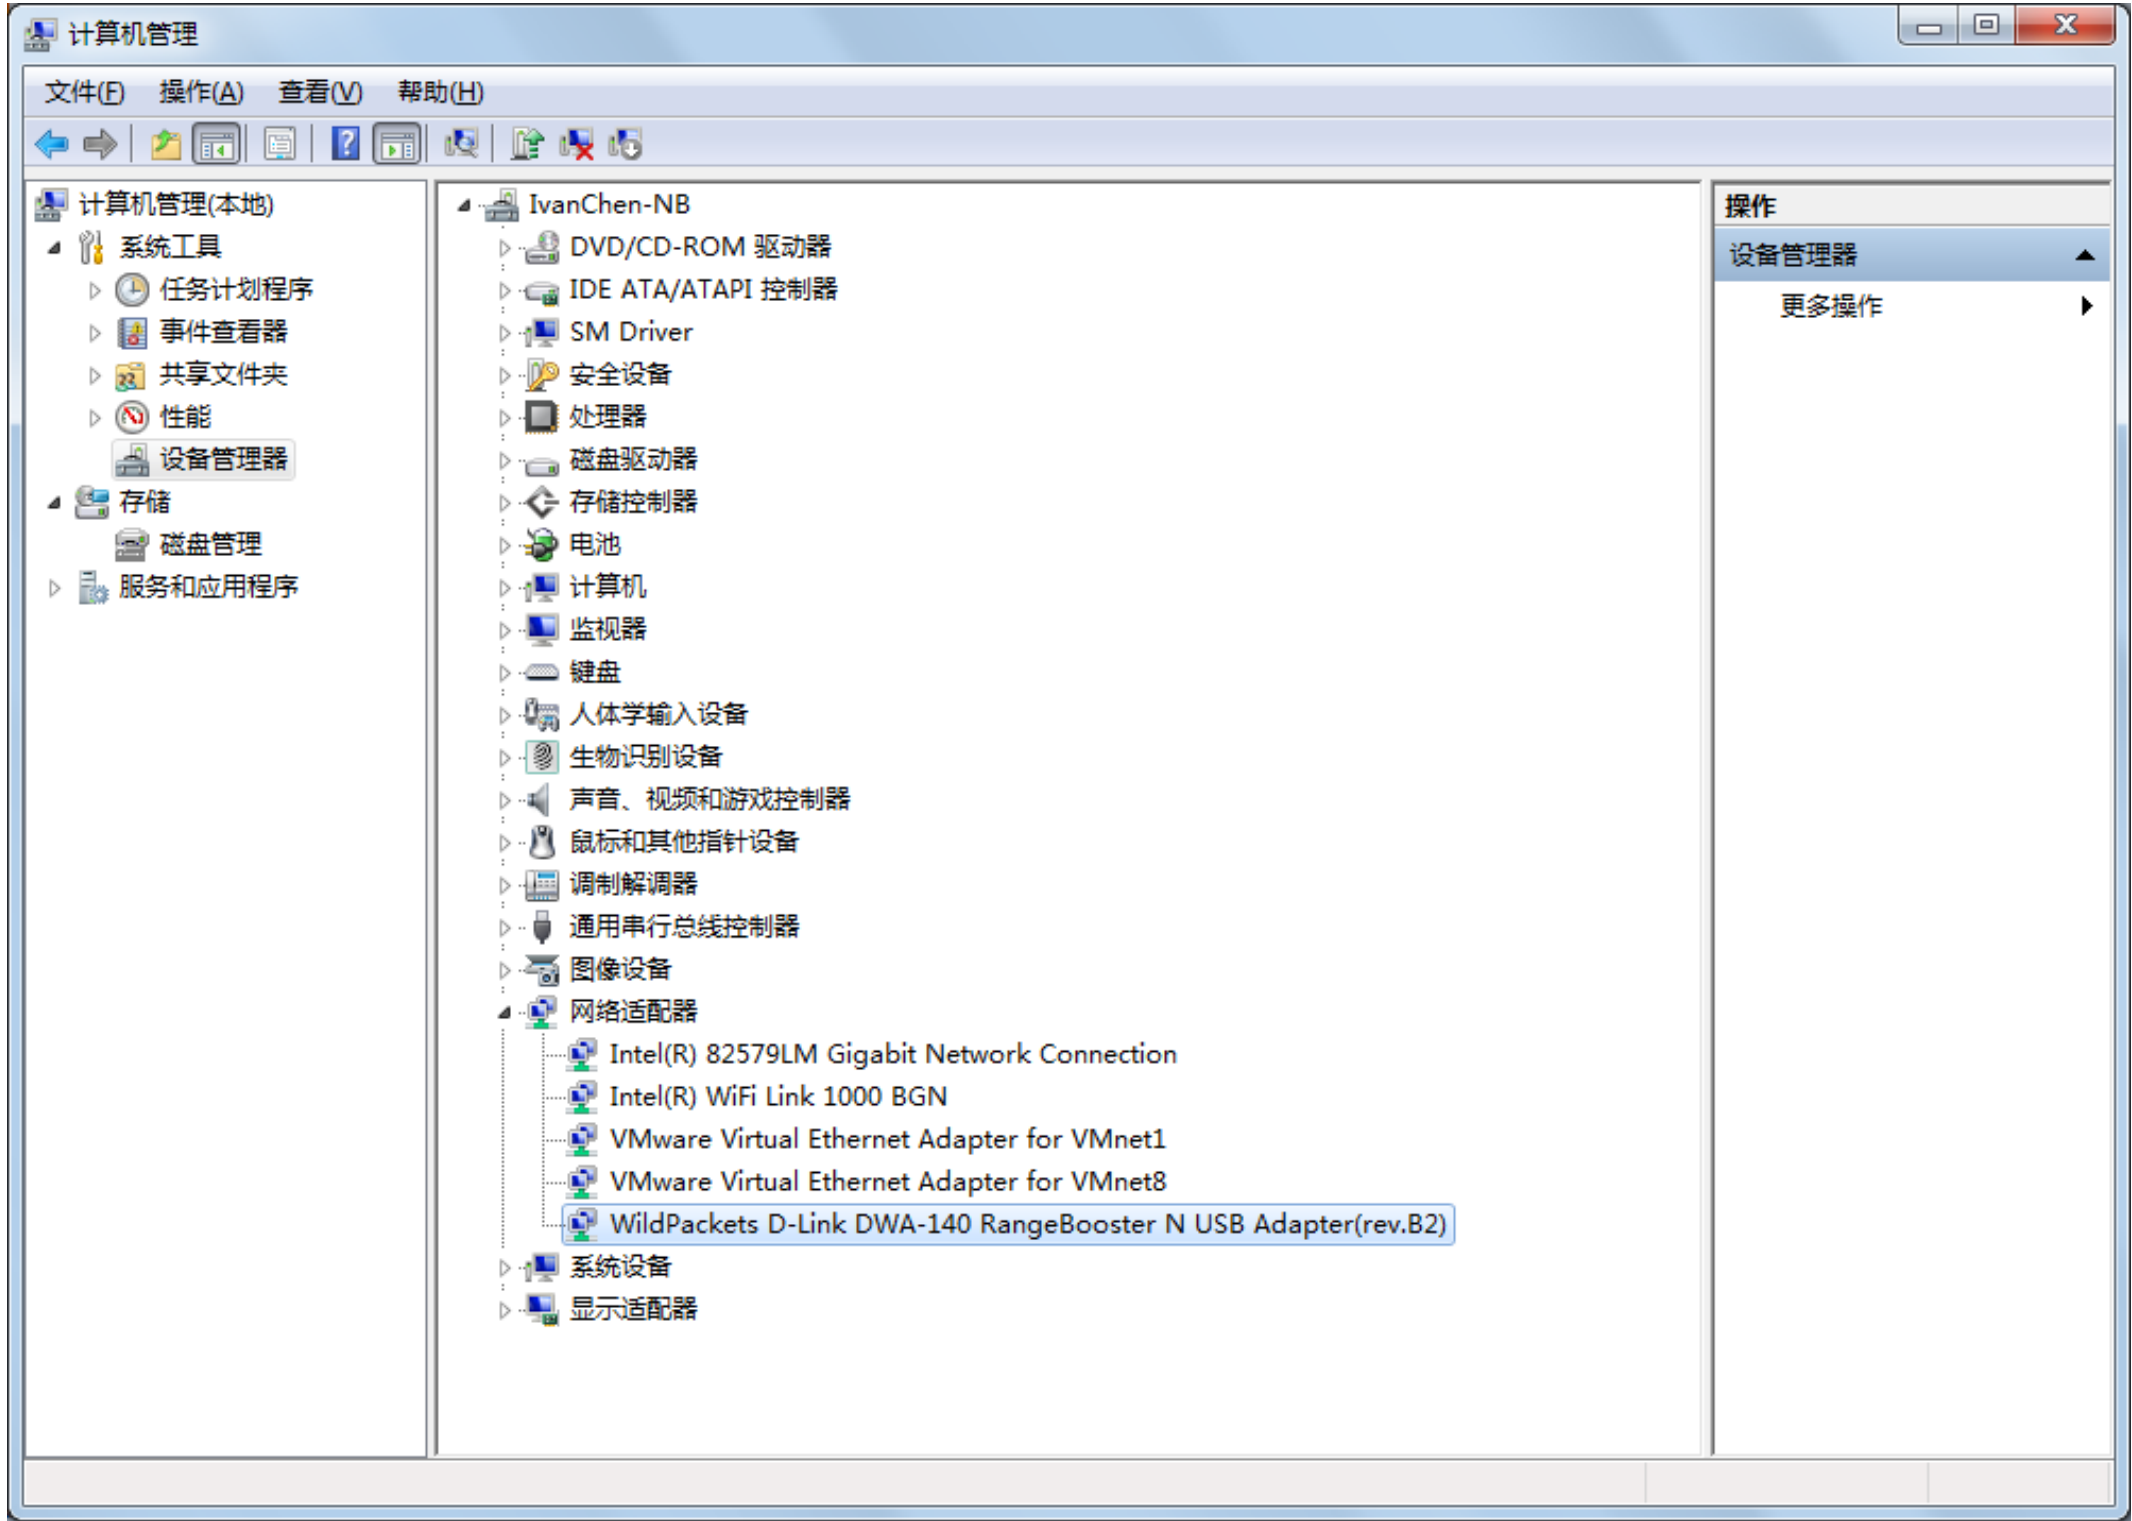 计算机管理
文件(F) 操作(A) 查看(V) 帮助(H)
计算机管理(本地)
系统工具
任务计划程序
事件查看器
共享文件夹
性能
设备管理器
存储
磁盘管理
服务和应用程序
IvanChen-NB
DVD/CD-ROM 驱动器
IDE ATA/ATAPI 控制器
SM Driver
安全设备
处理器
磁盘驱动器
存储控制器
电池
计算机
监视器
键盘
人体学输入设备
生物识别设备
声音、视频和游戏控制器
鼠标和其他指针设备
调制解调器
通用串行总线控制器
图像设备
网络适配器
Intel(R) 82579LM Gigabit Network Connection
Intel(R) WiFi Link 1000 BGN
VMware Virtual Ethernet Adapter for VMnet1
VMware Virtual Ethernet Adapter for VMnet8
WildPackets D-Link DWA-140 RangeBooster N USB Adapter(rev.B2)
系统设备
显示适配器
操作
设备管理器
更多操作